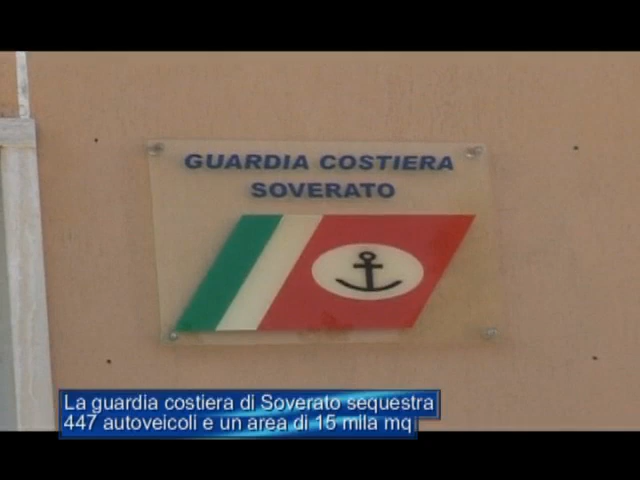 GUARDIA COSTIERA
SOVERATO
La guardia costiera di Soverato sequestra
447 autoveicoli e un area di 15 mila mq